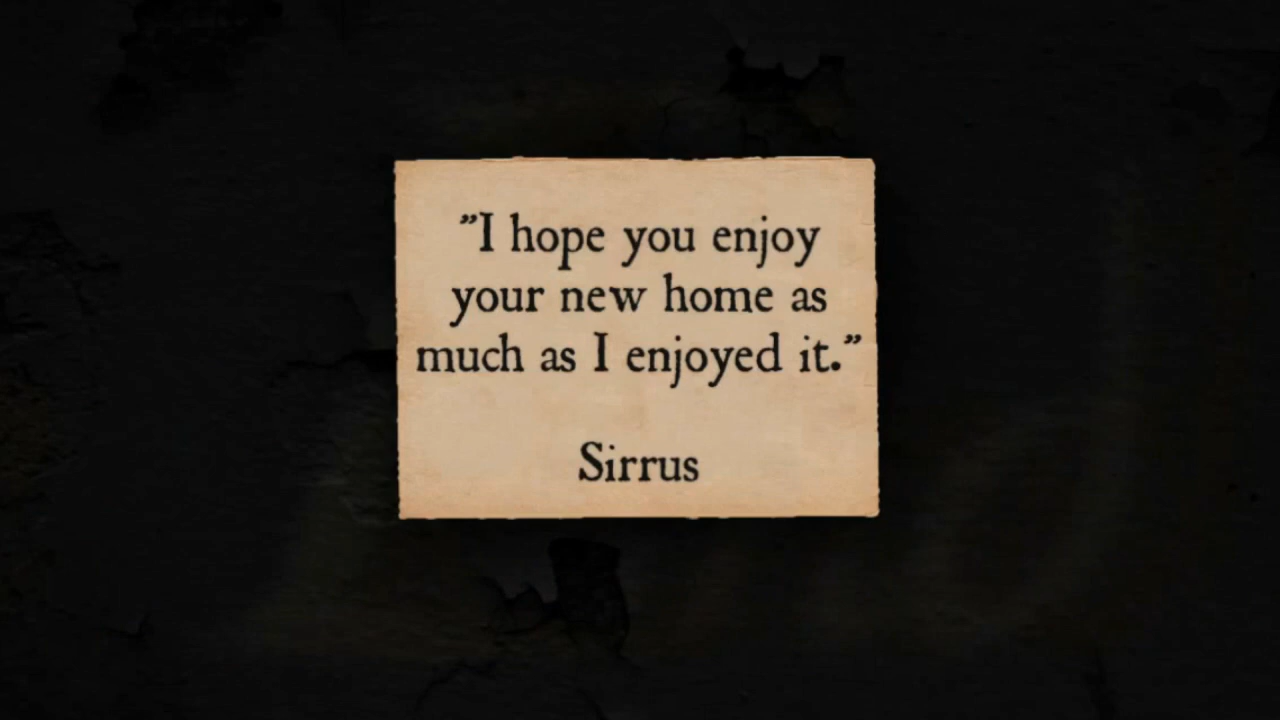 ”I hope you enjoy
your new home as
much as I enjoyed it.”
Sirrus